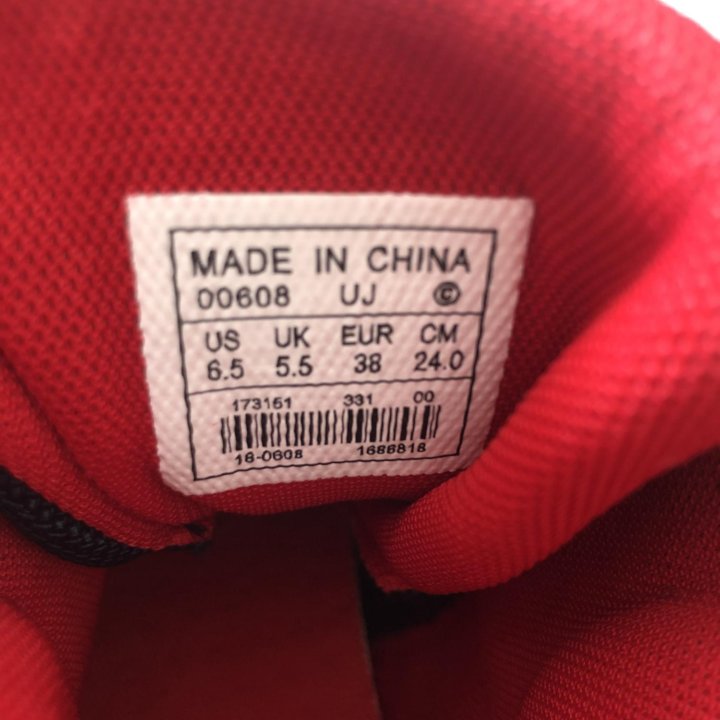 MADE IN CHINA
00608 UJ ©
US UK EUR CM
6.5 5.5 38 24.0
173151 331 00
16-0608 1686818